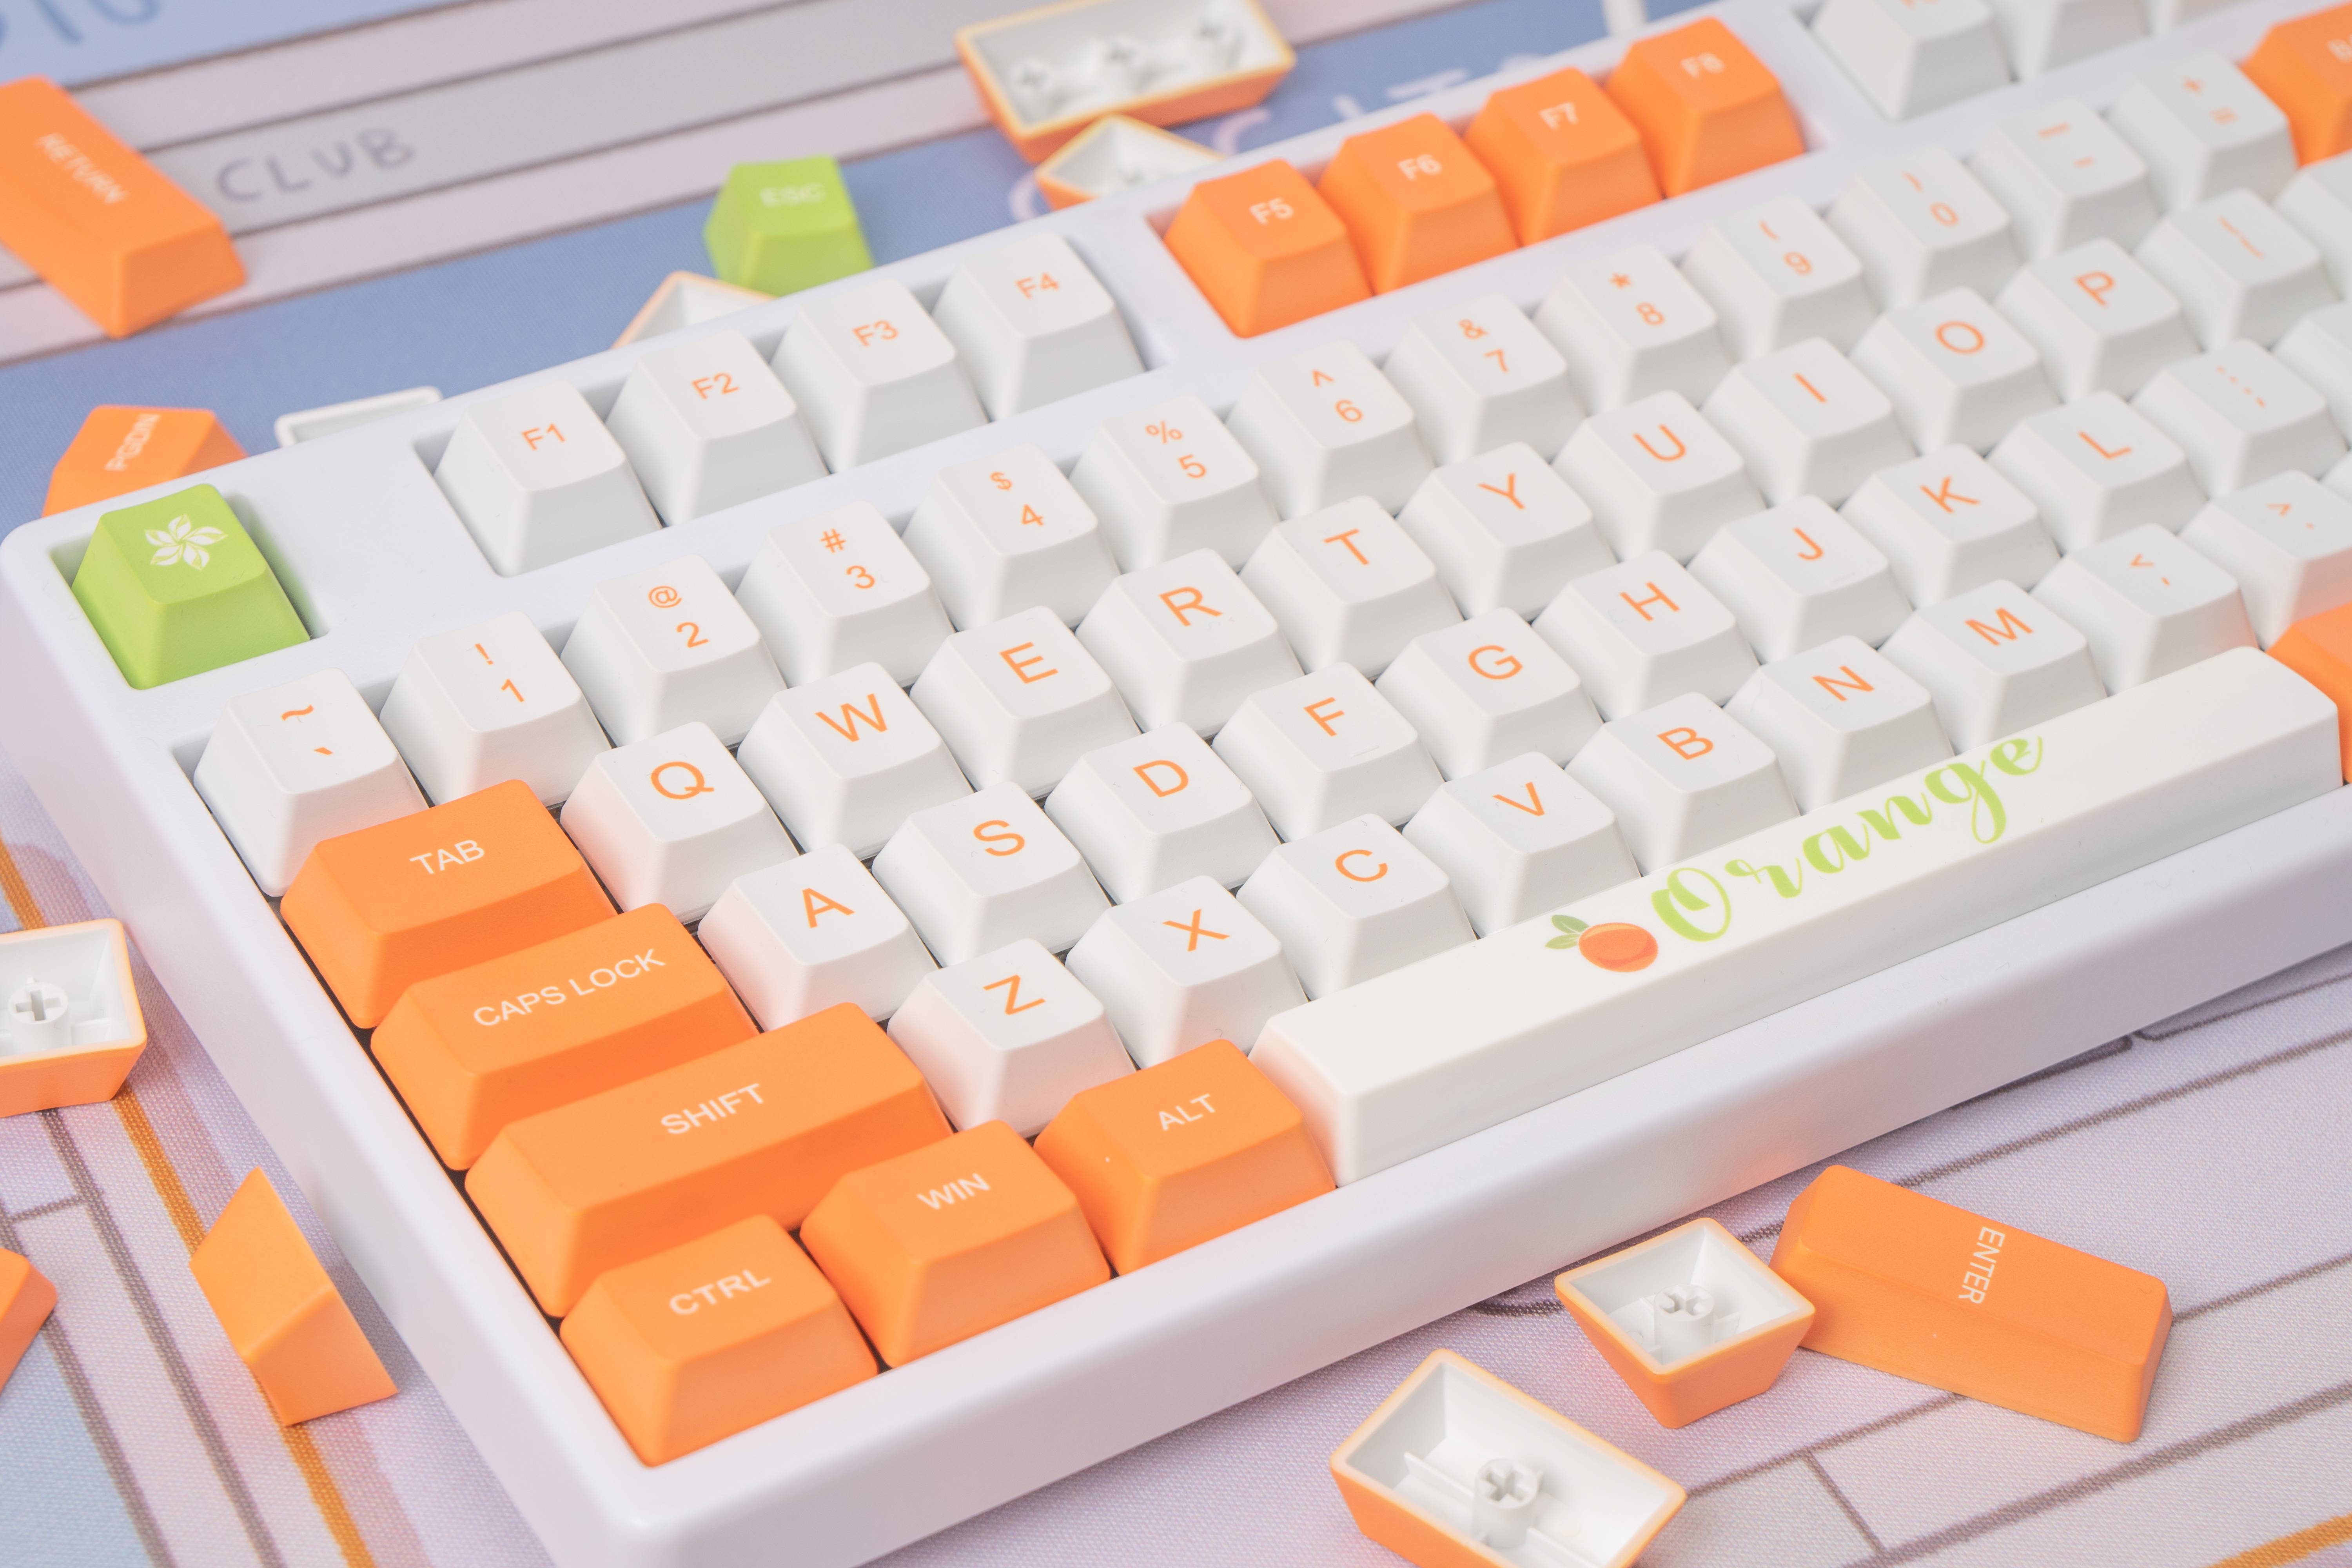 CLUB
RETURN
ESC
PGDN
F1 F2 F3 F4 F5 F6 F7 F8
~ ` ! 1 @ 2 # 3 $ 4 % 5 ^ 6 & 7 * 8 ( 9 ) 0 _ - + =
TAB Q W E R T Y U I O P
CAPS LOCK A S D F G H J K L
SHIFT Z X C V B N M
CTRL WIN ALT Orange
ENTER